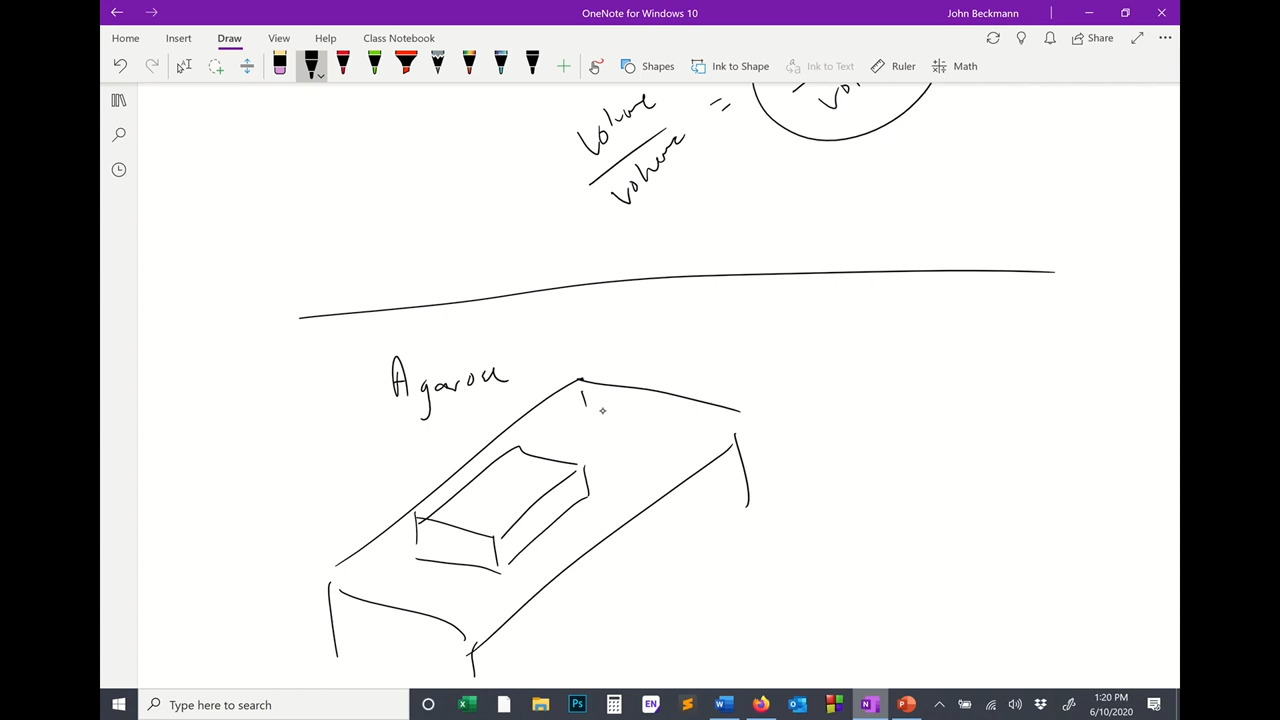 OneNote for Windows 10
John Beckmann
Home Insert Draw View Help Class Notebook
Share
Shapes Ink to Shape Ink to Text Ruler Math
volume
=
volume
Agarose
Type here to search
EN
1:20 PM
6/10/2020